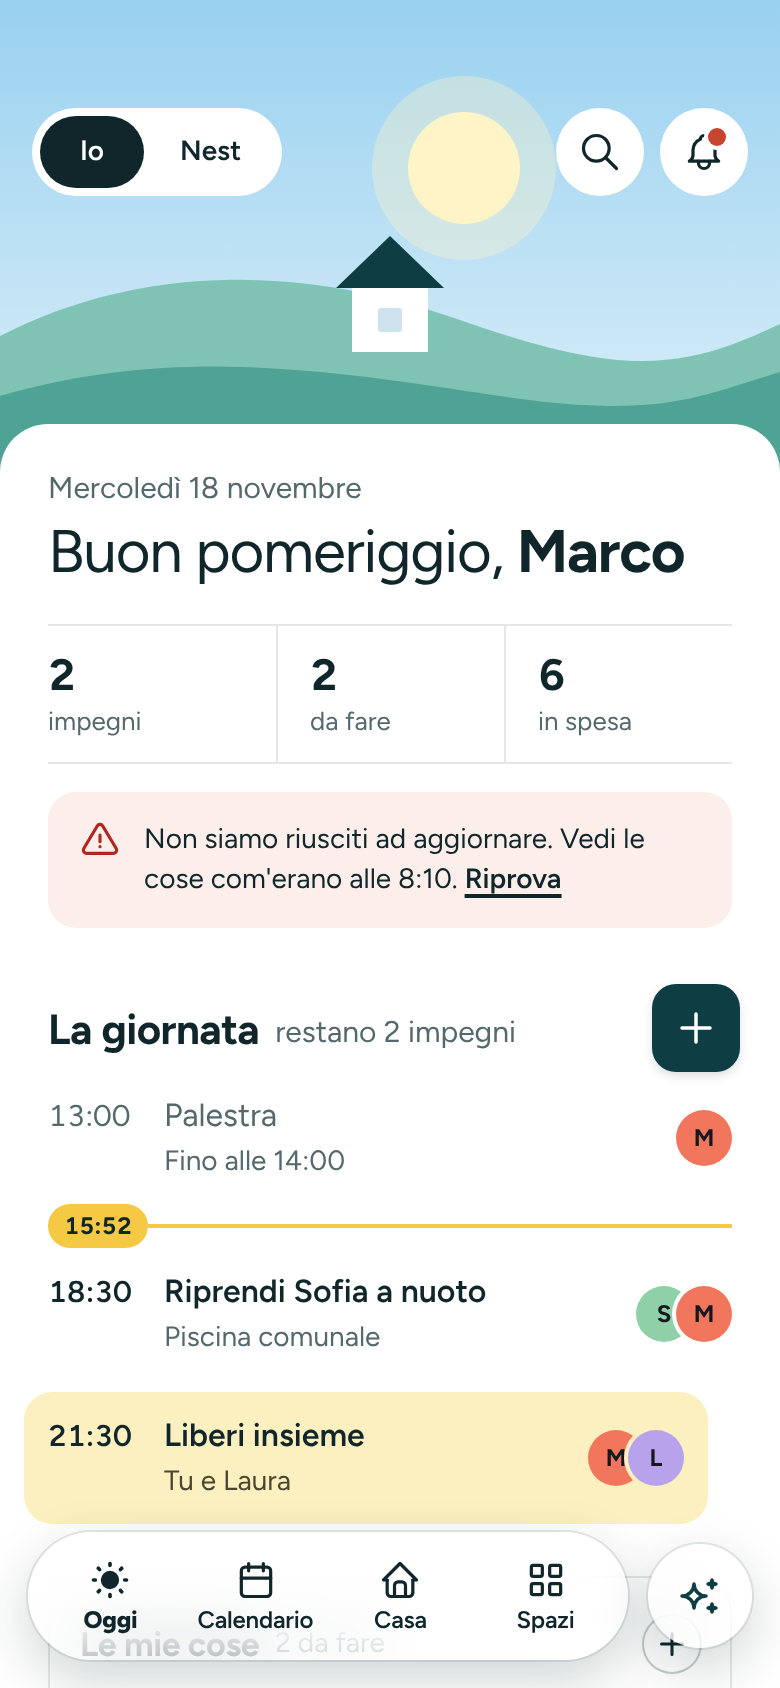 Io
Nest
Mercoledì 18 novembre
Buon pomeriggio, Marco
2
impegni
2
da fare
6
in spesa
Non siamo riusciti ad aggiornare. Vedi le
cose com'erano alle 8:10. Riprova
La giornata restano 2 impegni
13:00 Palestra
Fino alle 14:00
M
15:52
18:30 Riprendi Sofia a nuoto
Piscina comunale
S M
21:30 Liberi insieme
Tu e Laura
M L
Oggi
Calendario
Casa
Spazi
Le mie cose 2 da fare